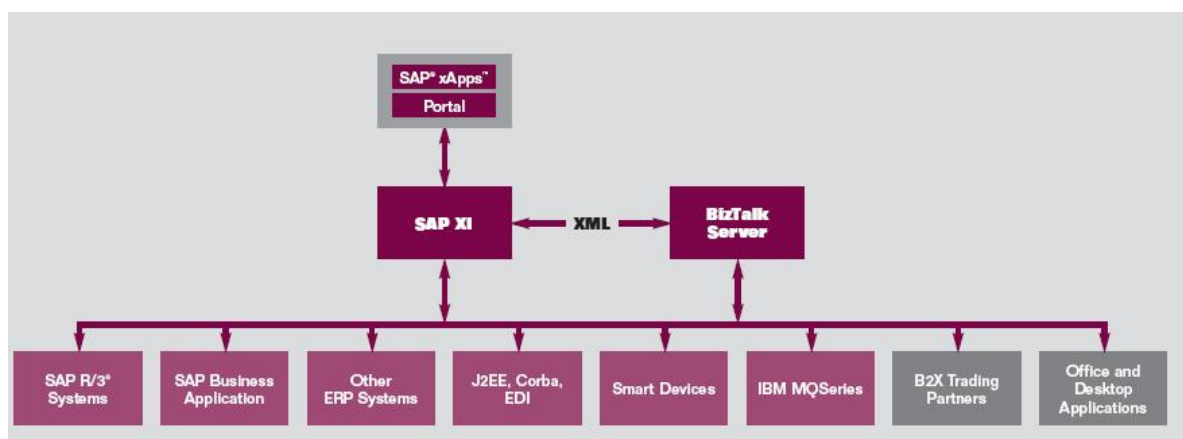 SAP® xApps™
Portal
SAP XI
XML
BizTalk
Server
SAP R/3®
Systems
SAP Business
Application
Other
ERP Systems
J2EE, Corba,
EDI
Smart Devices
IBM MQSeries
B2X Trading
Partners
Office and
Desktop
Applications